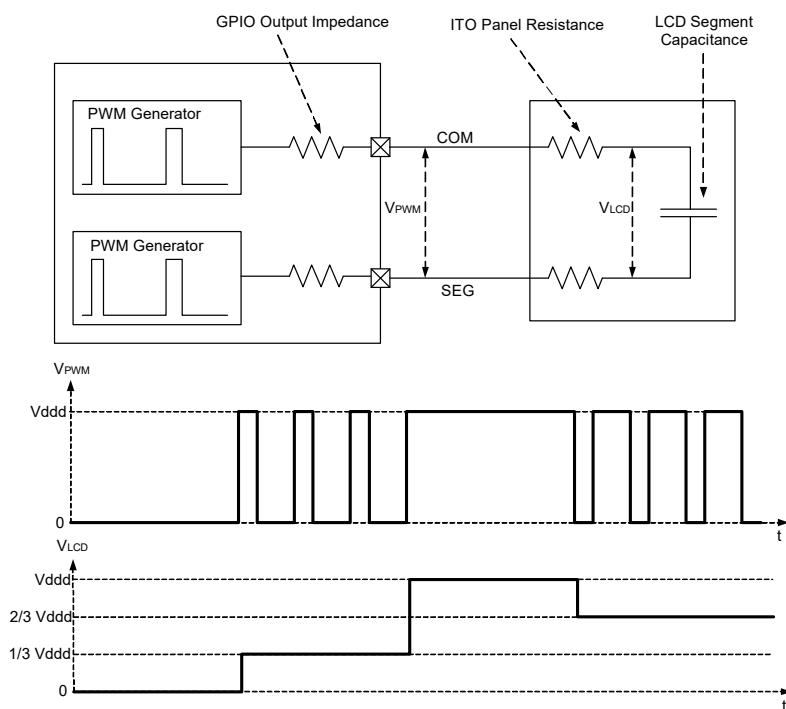 GPIO Output Impedance
ITO Panel Resistance
LCD Segment
Capacitance
PWM Generator
COM
VPWM
VLCD
PWM Generator
SEG
VPWM
Vddd
0
t
VLCD
Vddd
2/3 Vddd
1/3 Vddd
0
t